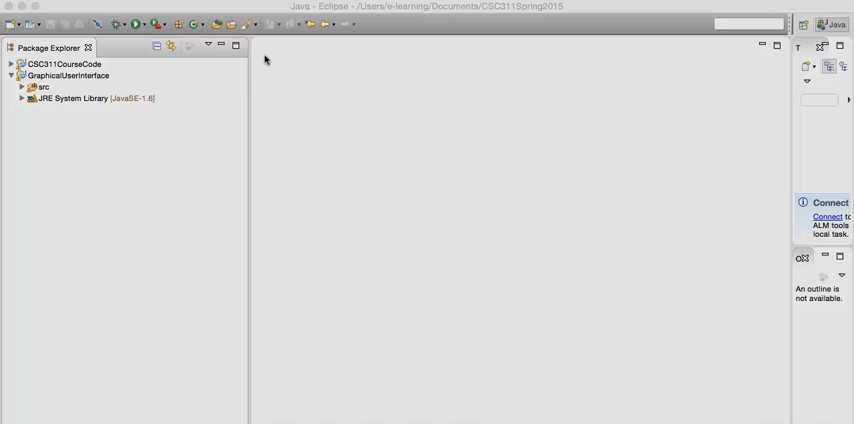 Java - Eclipse - /Users/e-learning/Documents/CSC311Spring2015
Java
Package Explorer
CSC311CourseCode
GraphicalUserInterface
src
JRE System Library [JavaSE-1.6]
T
Connect
Connect to
ALM tools
local task.
O
An outline is
not available.